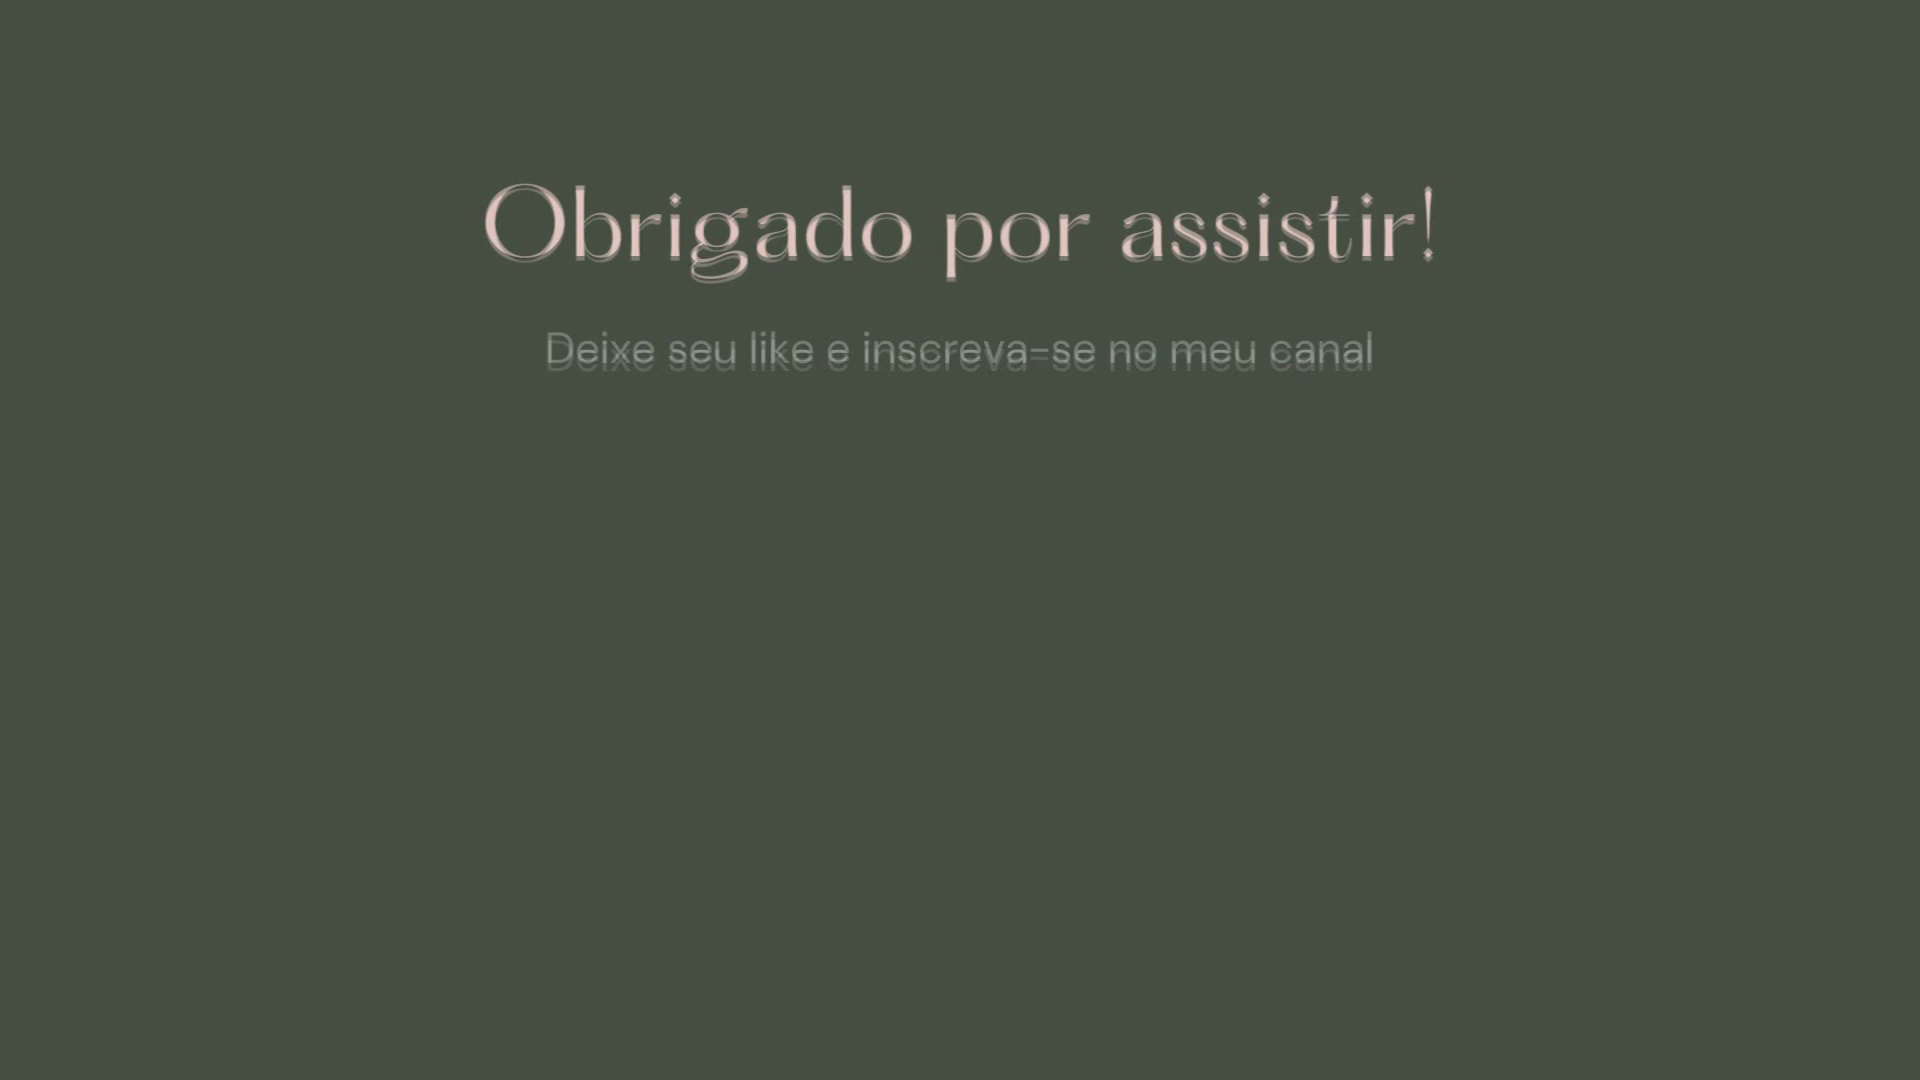 Obrigado por assistir!
Deixe seu like e inscreva-se no meu canal